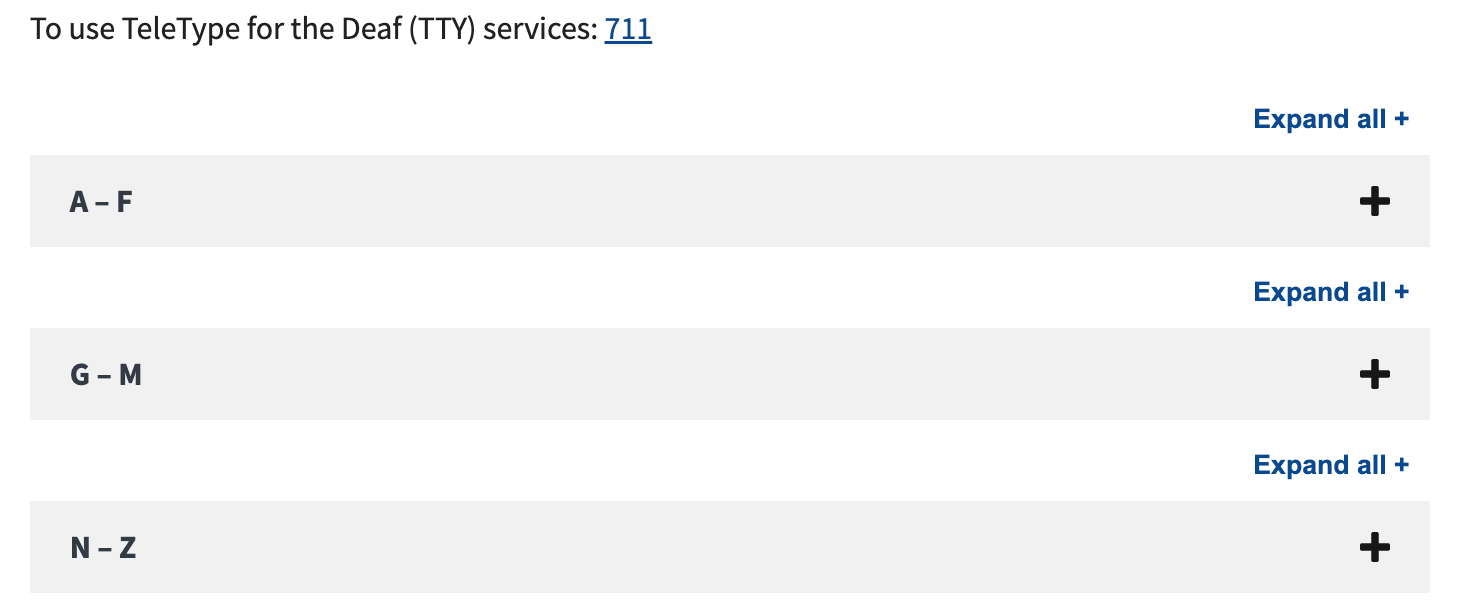 To use TeleType for the Deaf (TTY) services: 711
Expand all +
A – F
Expand all +
G – M
Expand all +
N – Z